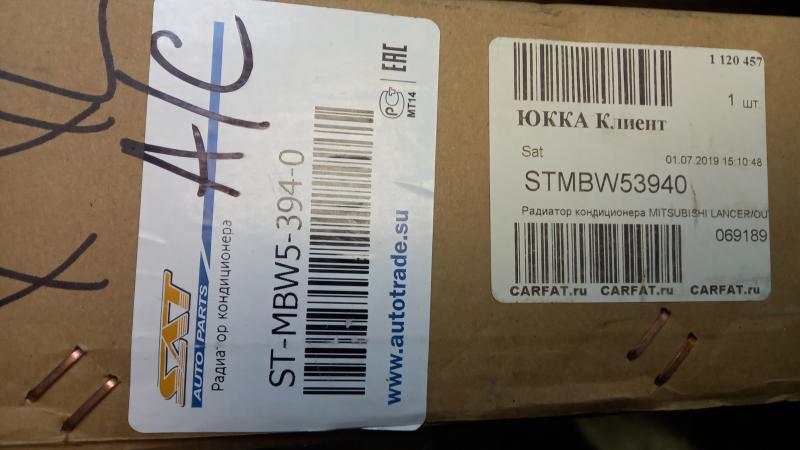 SAT
AUTO PARTS
Радиатор кондиционера
ST-MBW5-394-0
www.autotrade.su
МТ14
EAC
A/C
1 120 457
1 шт.
ЮККА Клиент
Sat
01.07.2019 15:10:48
STMBW53940
Радиатор кондиционера MITSUBISHI LANCER/OU
069189
CARFAT.ru CARFAT.ru CARFAT.ru